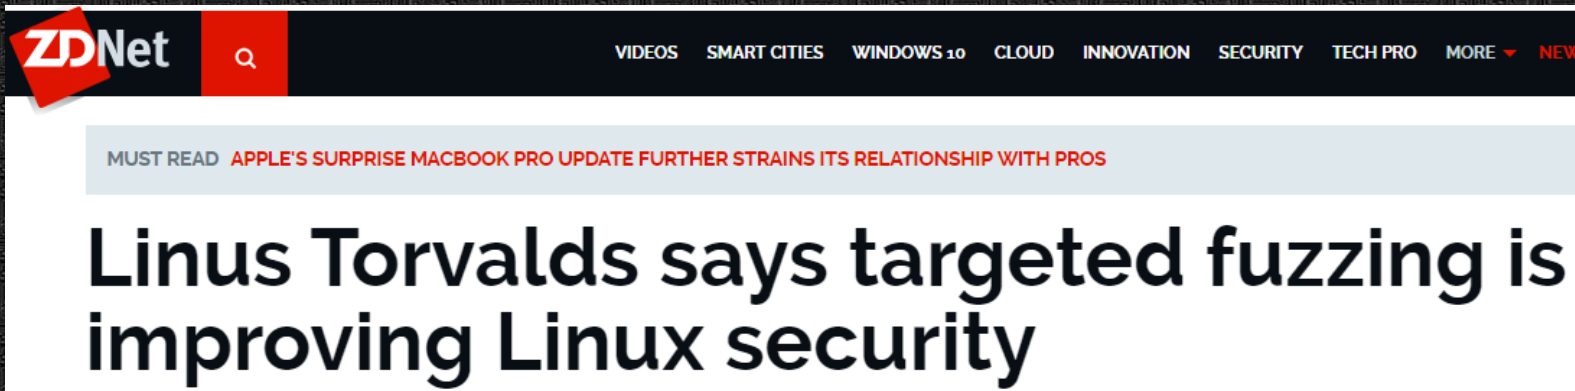 ZDNet
VIDEOS SMART CITIES WINDOWS 10 CLOUD INNOVATION SECURITY TECH PRO MORE NEW
MUST READ APPLE'S SURPRISE MACBOOK PRO UPDATE FURTHER STRAINS ITS RELATIONSHIP WITH PROS
Linus Torvalds says targeted fuzzing is
improving Linux security